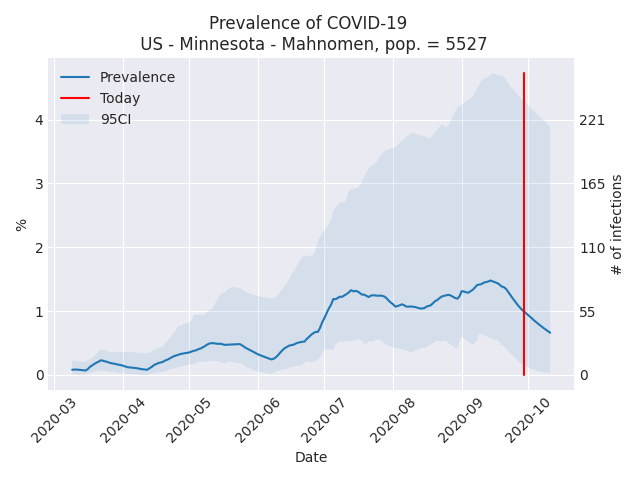 Prevalence of COVID-19
US - Minnesota - Mahnomen, pop. = 5527
Prevalence
Today
95CI
4
3
2
1
0
%
221
165
110
55
0
# of infections
2020-03
2020-04
2020-05
2020-06
2020-07
2020-08
2020-09
2020-10
Date